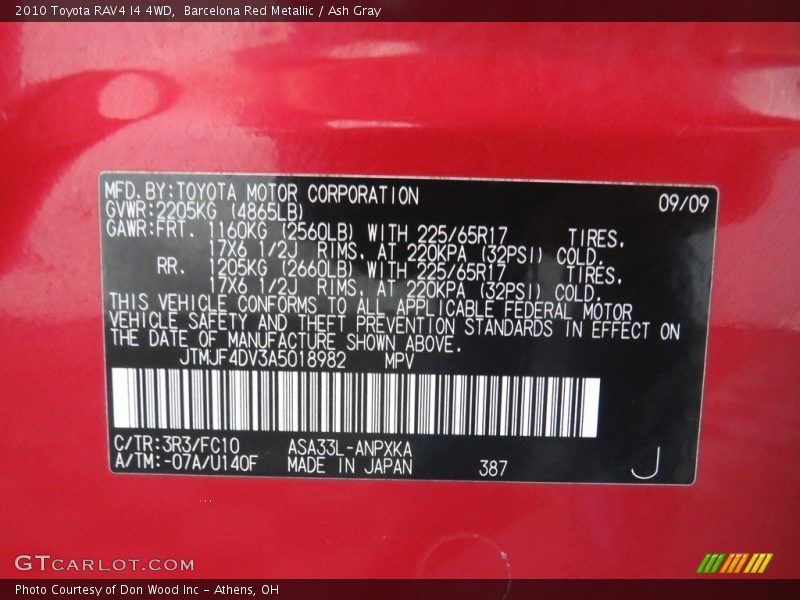 2010 Toyota RAV4 I4 4WD,  Barcelona Red Metallic / Ash Gray
MFD. BY: TOYOTA MOTOR CORPORATION 09/09
GVWR: 2205KG (4865LB)
GAWR: FRT. 1160KG (2560LB) WITH 225/65R17 TIRES,
17X6 1/2J RIMS, AT 220KPA (32PSI) COLD.
RR. 1205KG (2660LB) WITH 225/65R17 TIRES,
17X6 1/2J RIMS, AT 220KPA (32PSI) COLD.
THIS VEHICLE CONFORMS TO ALL APPLICABLE FEDERAL MOTOR
VEHICLE SAFETY AND THEFT PREVENTION STANDARDS IN EFFECT ON
THE DATE OF MANUFACTURE SHOWN ABOVE.
JTMJF4DV3A5018982 MPV
C/TR: 3R3/FC10 ASA33L-ANPXKA
A/TM: -07A/U140F MADE IN JAPAN 387 J
GTCARLOT.COM
Photo Courtesy of Don Wood Inc - Athens, OH